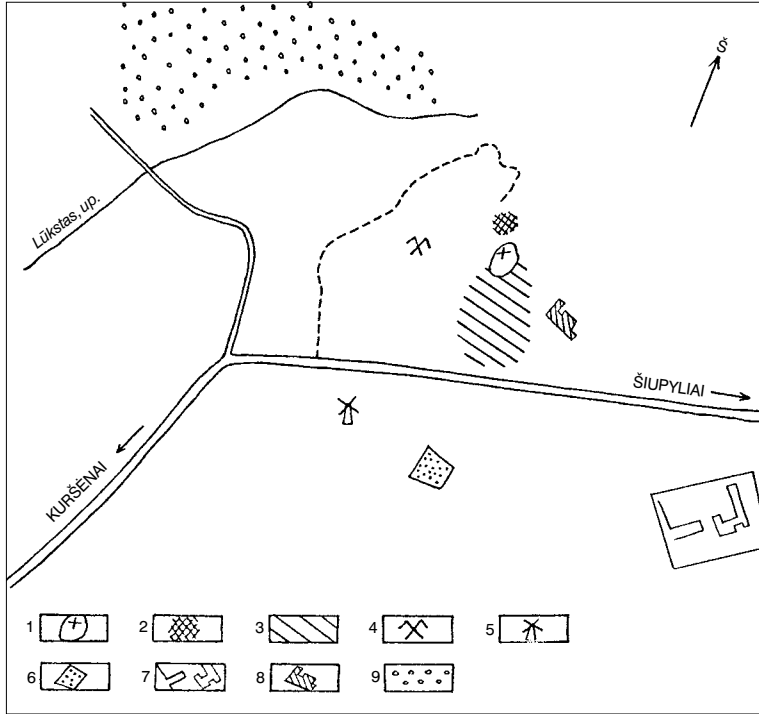 Š
Lūkstas, up.
ŠIUPYLIAI
KURŠĖNAI
1 2 3 4 5
6 7 8 9